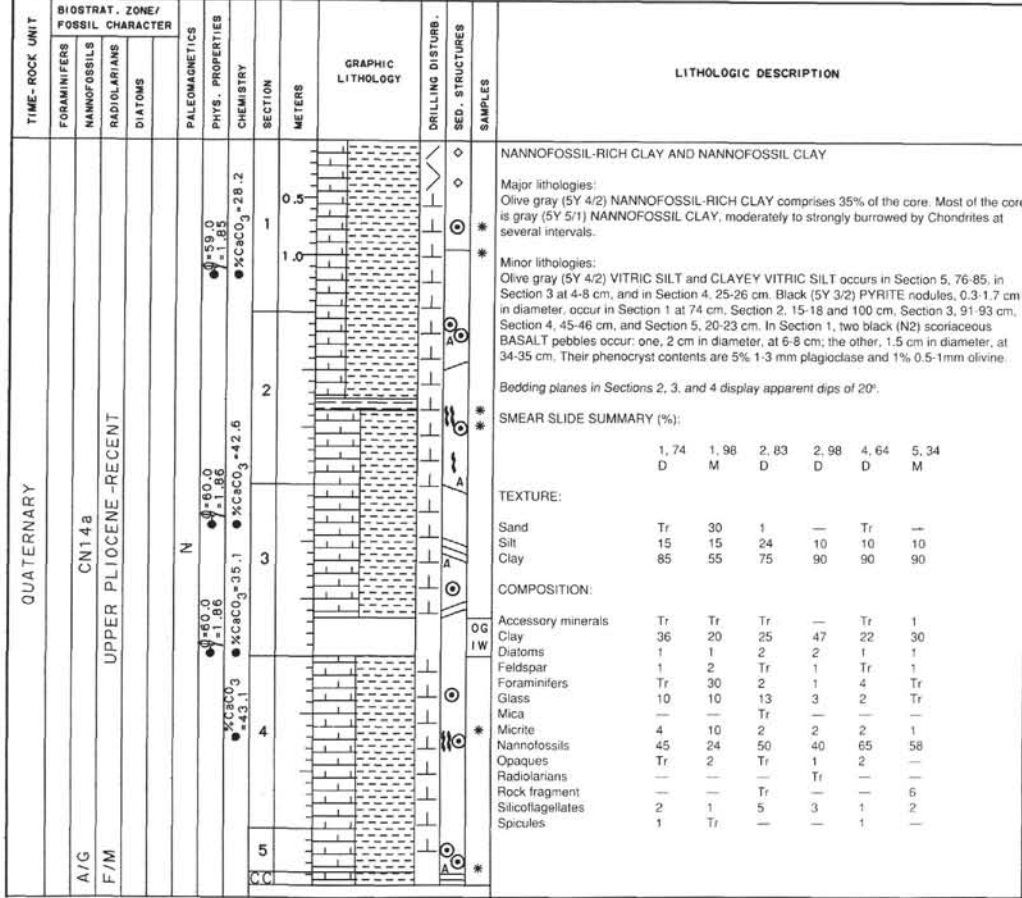 TIME-ROCK UNIT
BIOSTRAT. ZONE/
FOSSIL CHARACTER
FORAMINIFERS
NANNOFOSSILS
RADIOLARIANS
DIATOMS
PALEOMAGNETICS
PHYS. PROPERTIES
CHEMISTRY
SECTION
METERS
GRAPHIC
LITHOLOGY
DRILLING DISTURB.
SED. STRUCTURES
SAMPLES
LITHOLOGIC DESCRIPTION
QUATERNARY
CN14a
A/G
UPPER PLIOCENE-RECENT
F/M
N
φ=59.0
γ=1.85
φ=60.0
γ=1.86
φ=60.0
γ=1.86
%CaCO3=28.2
%CaCO3=42.6
%CaCO3=35.1
%CaCO3
=43.1
1
2
3
4
5
CC
0.5
1.0
A
A
A
A
OG
IW
*
*
*
*
*
*
NANNOFOSSIL-RICH CLAY AND NANNOFOSSIL CLAY
Major lithologies:
Olive gray (5Y 4/2) NANNOFOSSIL-RICH CLAY comprises 35% of the core. Most of the core
is gray (5Y 5/1) NANNOFOSSIL CLAY, moderately to strongly burrowed by Chondrites at
several intervals.
Minor lithologies:
Olive gray (5Y 4/2) VITRIC SILT and CLAYEY VITRIC SILT occurs in Section 5, 76-85, in
Section 3 at 4-8 cm, and in Section 4, 25-26 cm. Black (5Y 3/2) PYRITE nodules, 0.3-1.7 cm
in diameter, occur in Section 1 at 74 cm, Section 2, 15-18 and 100 cm, Section 3, 91-93 cm,
Section 4, 45-46 cm, and Section 5, 20-23 cm. In Section 1, two black (N2) scoriaceous
BASALT pebbles occur: one, 2 cm in diameter, at 6-8 cm; the other, 1.5 cm in diameter, at
34-35 cm. Their phenocryst contents are 5% 1-3 mm plagioclase and 1% 0.5-1mm olivine.
Bedding planes in Sections 2, 3, and 4 display apparent dips of 20°.
SMEAR SLIDE SUMMARY (%):
1, 74 1, 98 2, 83 2, 98 4, 64 5, 34
D M D D D M
TEXTURE:
Sand Tr 30 1 — Tr —
Silt 15 15 24 10 10 10
Clay 85 55 75 90 90 90
COMPOSITION:
Accessory minerals Tr Tr Tr — Tr 1
Clay 36 20 25 47 22 30
Diatoms 1 1 2 2 1 1
Feldspar 1 2 Tr 1 Tr 1
Foraminifers Tr 30 2 1 4 Tr
Glass 10 10 13 3 2 Tr
Mica — — Tr — — —
Micrite 4 10 2 2 2 1
Nannofossils 45 24 50 40 65 58
Opaques Tr 2 Tr 1 2 —
Radiolarians — — — Tr — —
Rock fragment — — Tr — — 6
Silicoflagellates 2 1 5 3 1 2
Spicules 1 Tr — — 1 —